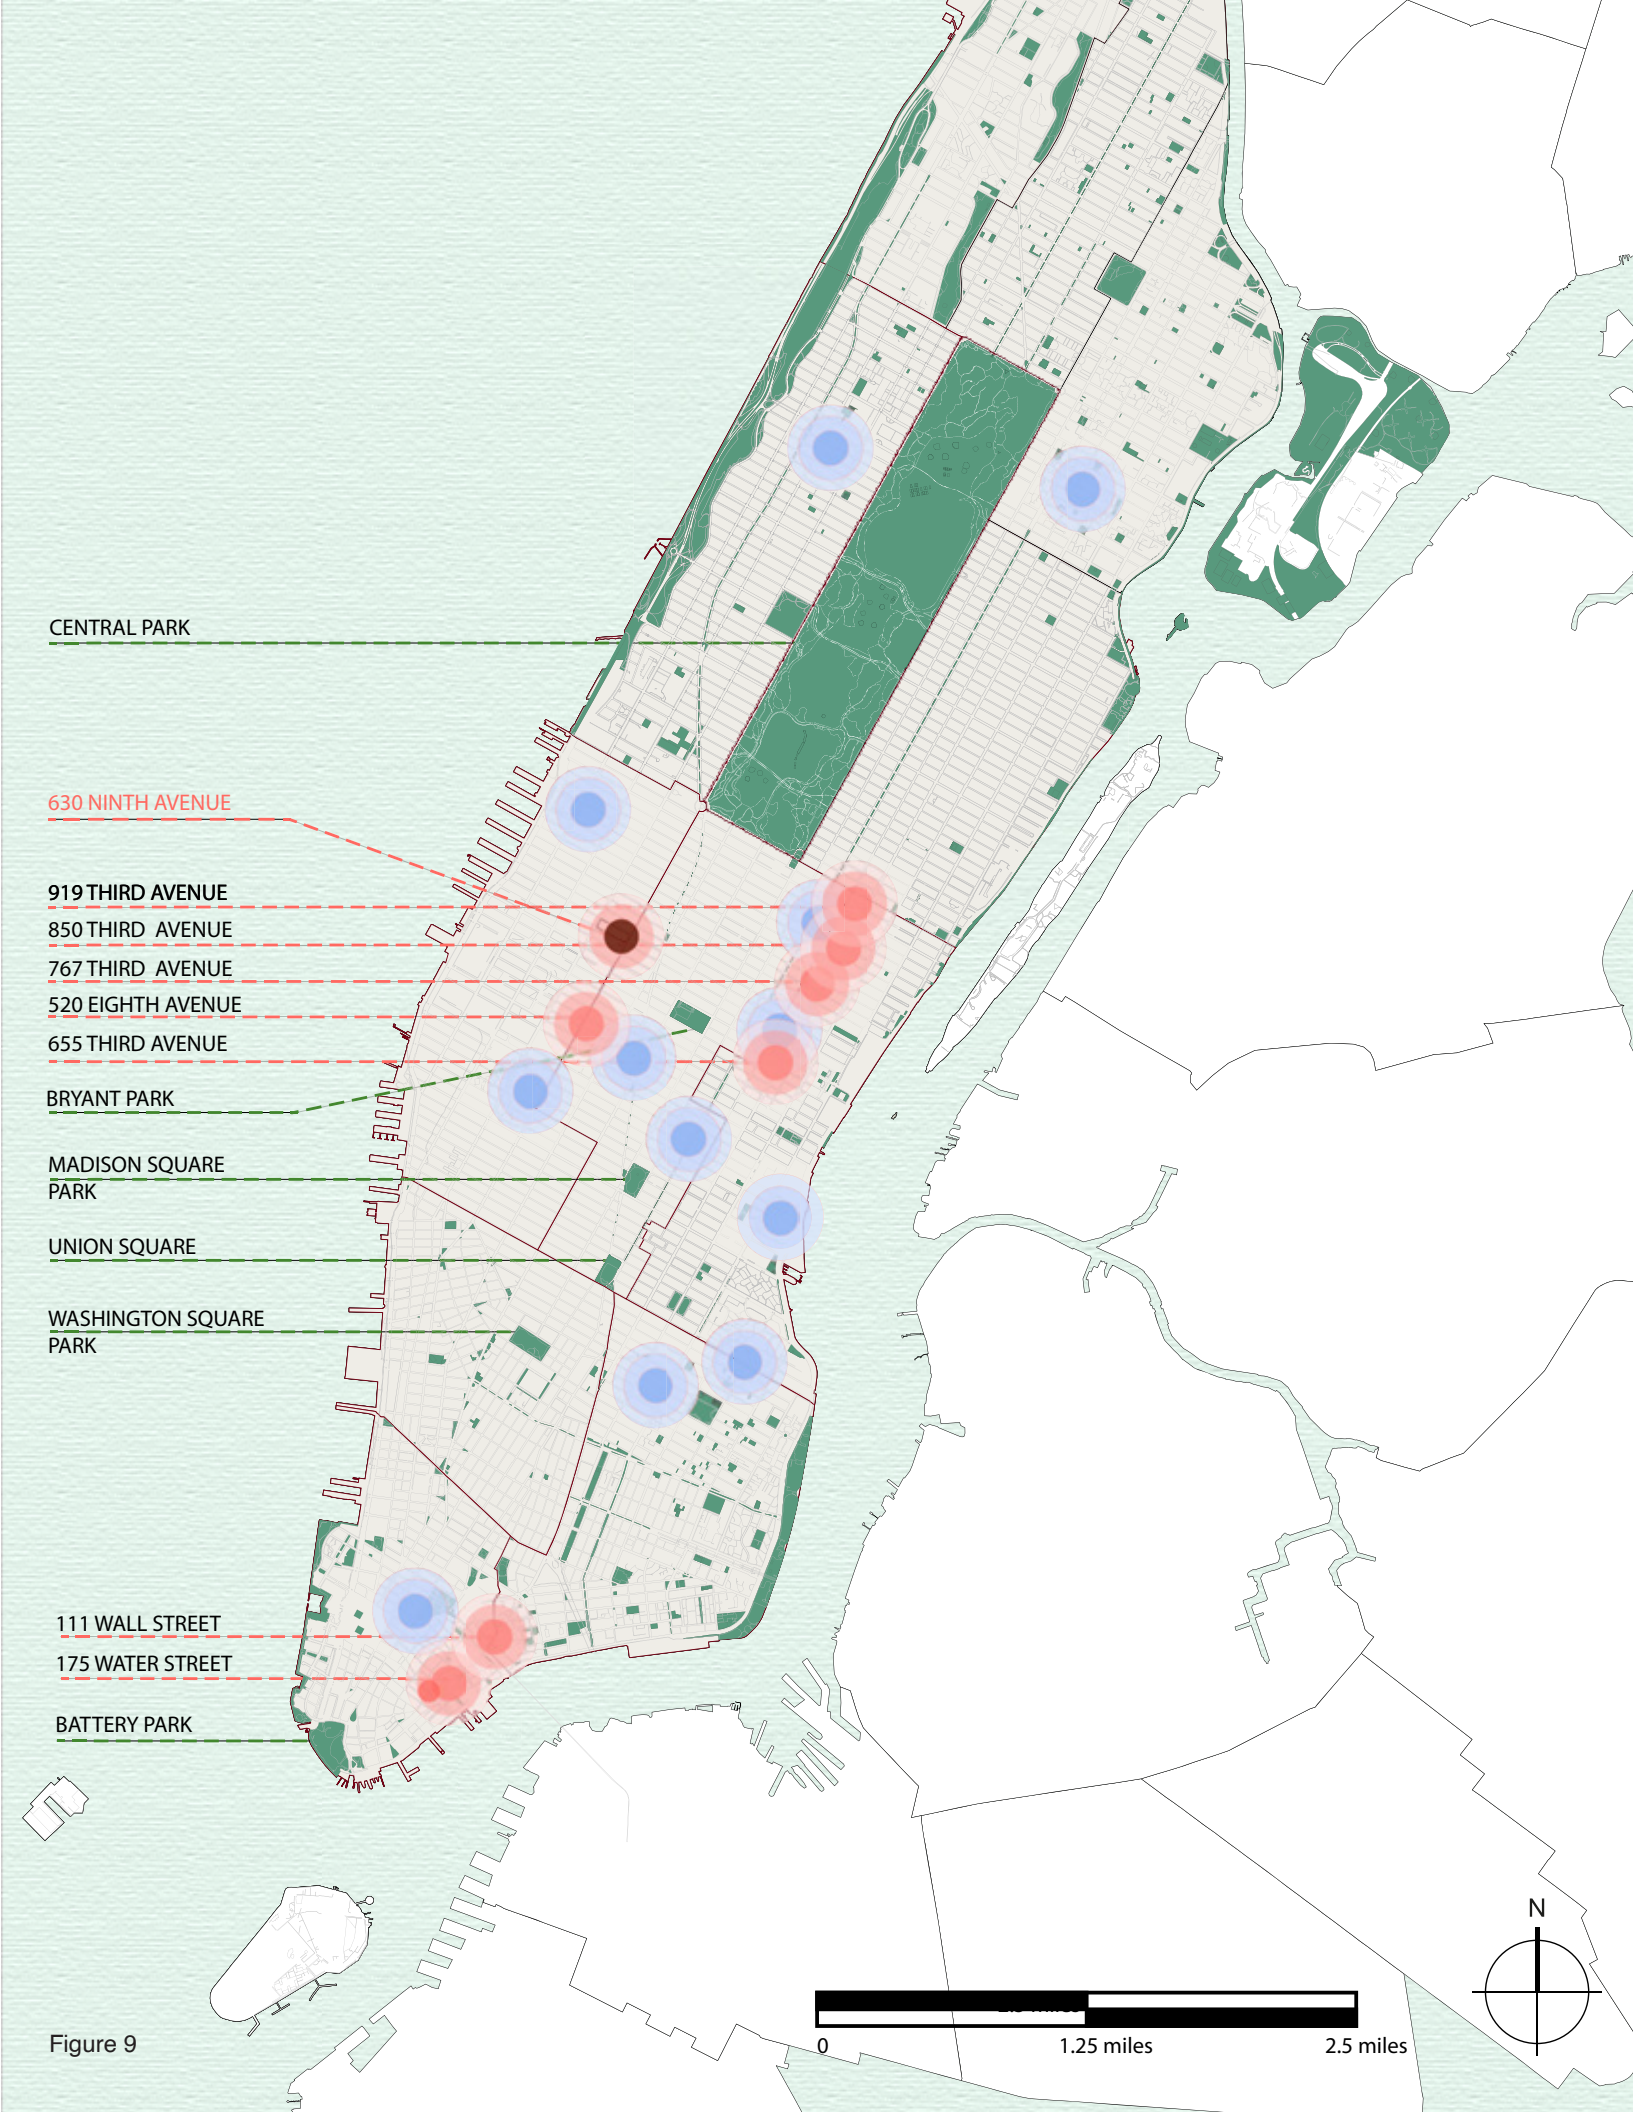 CENTRAL PARK
630 NINTH AVENUE
919 THIRD AVENUE
850 THIRD AVENUE
767 THIRD AVENUE
520 EIGHTH AVENUE
655 THIRD AVENUE
BRYANT PARK
MADISON SQUARE
PARK
UNION SQUARE
WASHINGTON SQUARE
PARK
111 WALL STREET
175 WATER STREET
BATTERY PARK
N
0
1.25 miles
2.5 miles
Figure 9